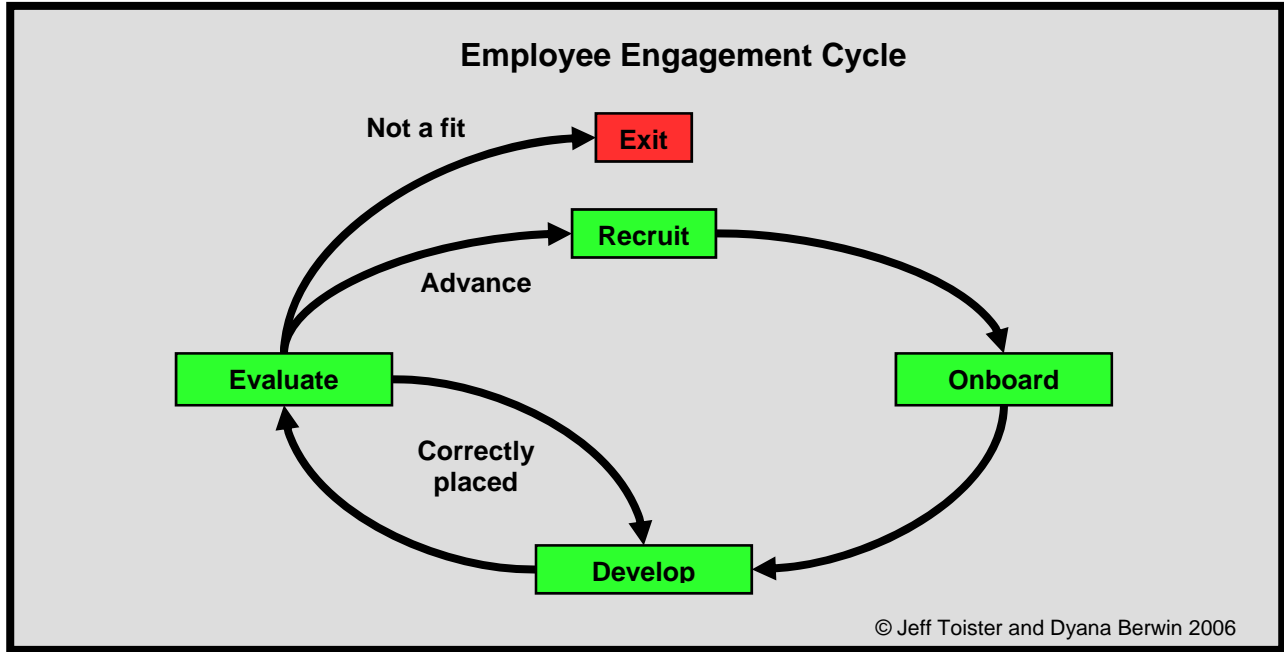 Employee Engagement Cycle
Not a fit
Exit
Recruit
Advance
Evaluate
Onboard
Correctly
placed
Develop
© Jeff Toister and Dyana Berwin 2006